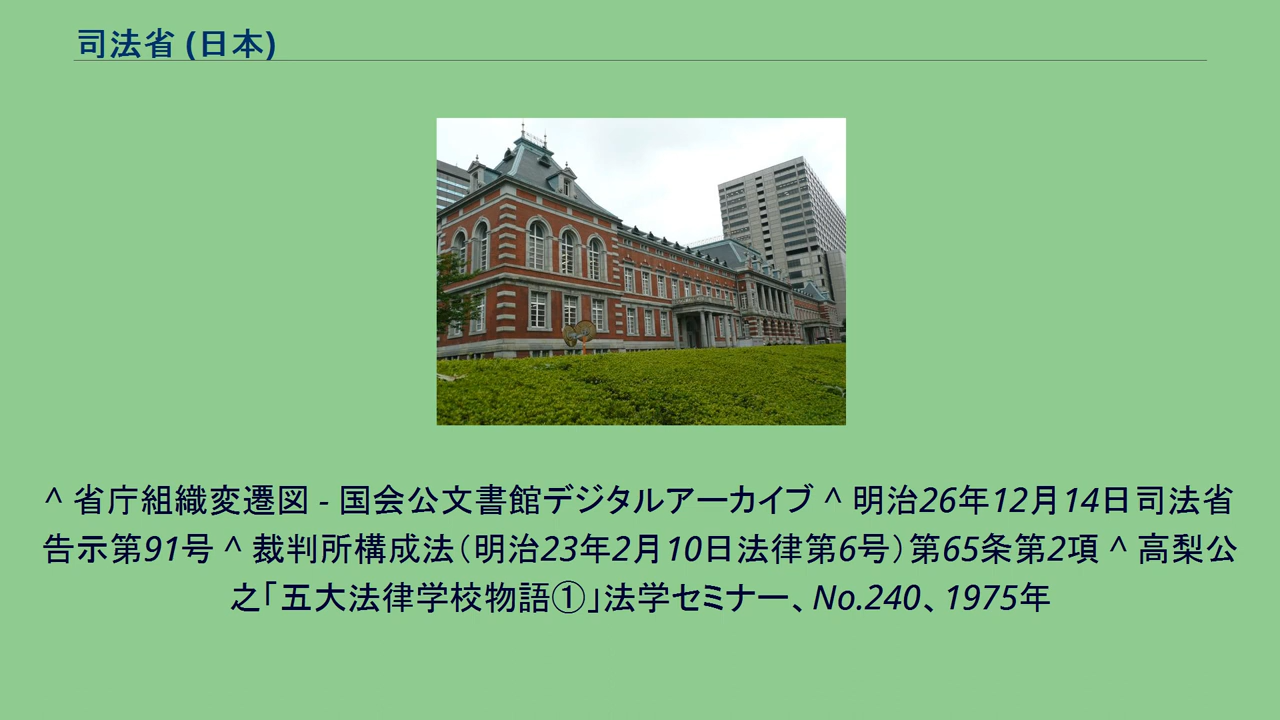 司法省 (日本)
^ 省庁組織変遷図 - 国会公文書館デジタルアーカイブ ^ 明治26年12月14日司法省
告示第91号 ^ 裁判所構成法（明治23年2月10日法律第6号）第65条第2項 ^ 高梨公
之「五大法律学校物語①」法学セミナー、No.240、1975年